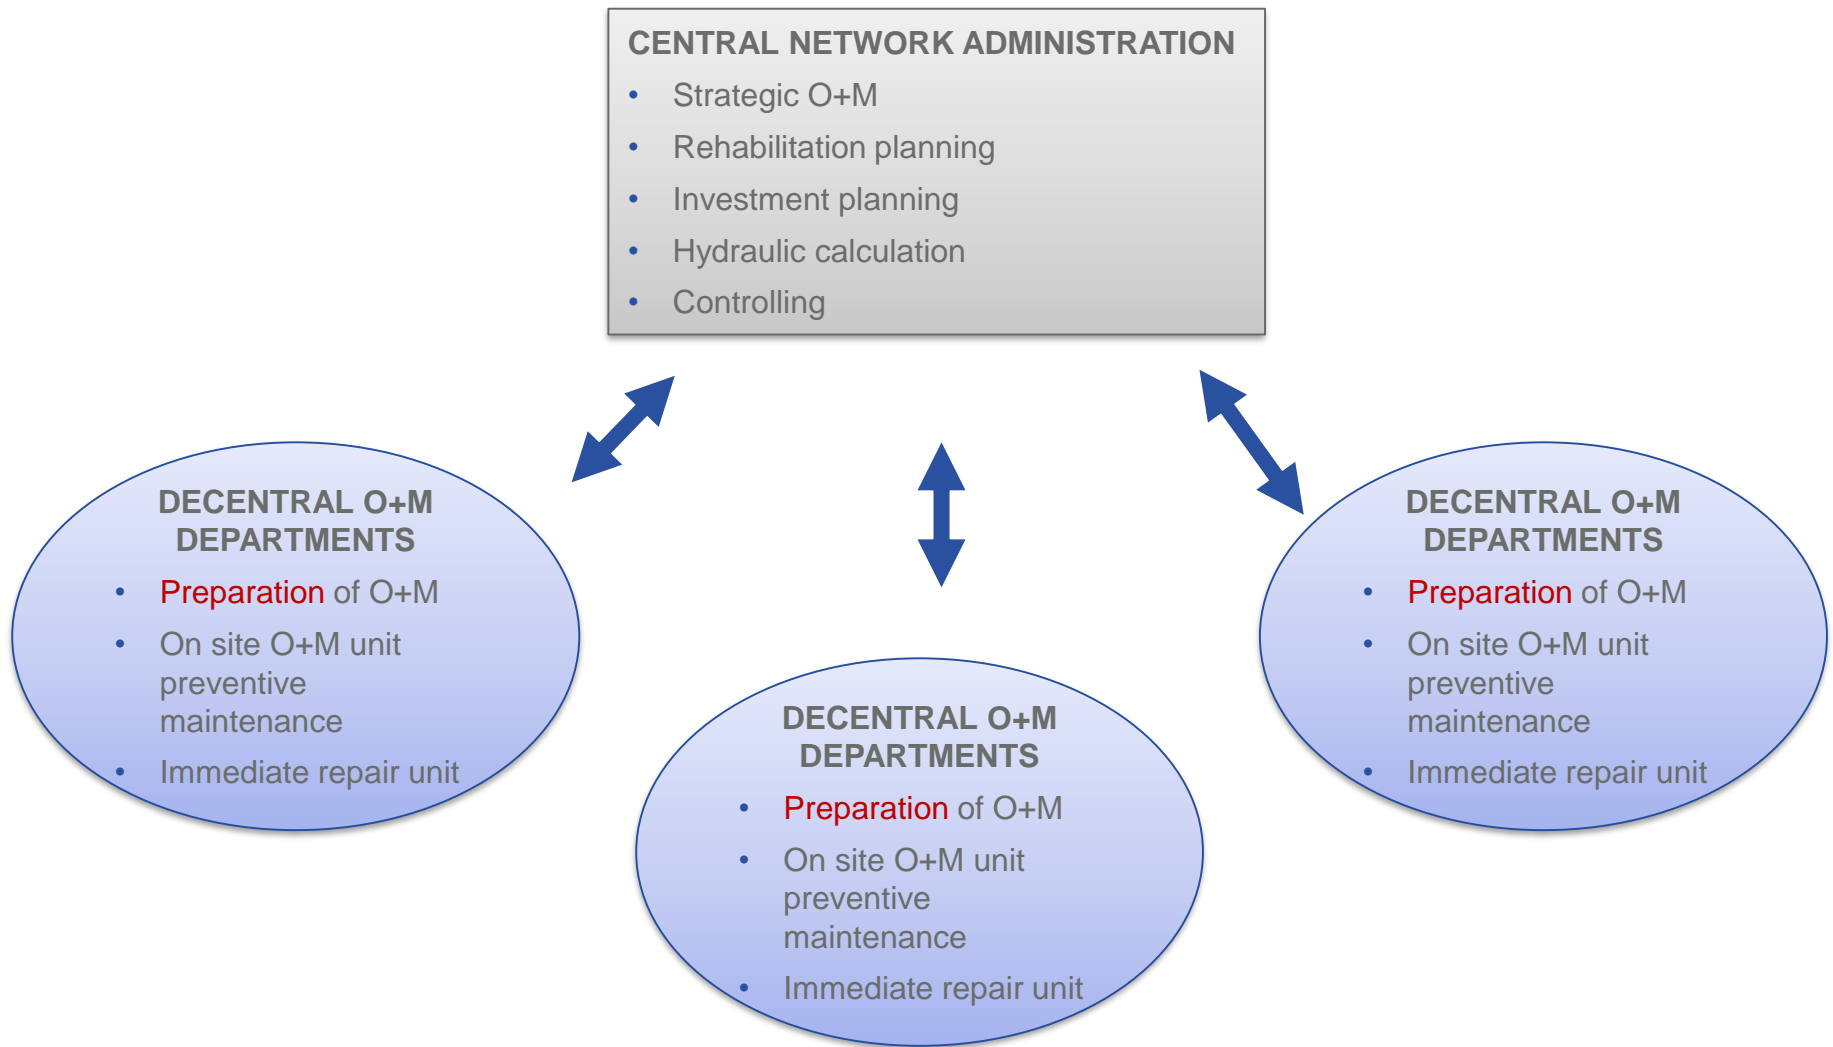 CENTRAL NETWORK ADMINISTRATION
• Strategic O+M
• Rehabilitation planning
• Investment planning
• Hydraulic calculation
• Controlling
DECENTRAL O+M
DEPARTMENTS
• Preparation of O+M
• On site O+M unit
preventive
maintenance
• Immediate repair unit
DECENTRAL O+M
DEPARTMENTS
• Preparation of O+M
• On site O+M unit
preventive
maintenance
• Immediate repair unit
DECENTRAL O+M
DEPARTMENTS
• Preparation of O+M
• On site O+M unit
preventive
maintenance
• Immediate repair unit